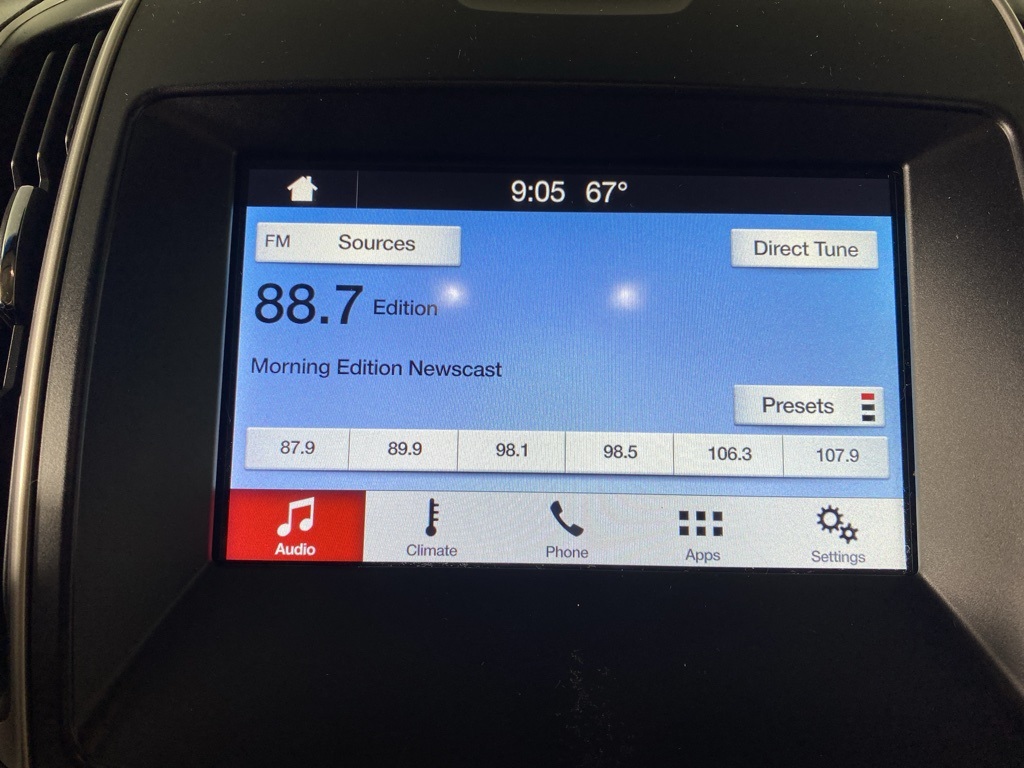 9:05 67°
FM Sources
Direct Tune
88.7 Edition
Morning Edition Newscast
Presets
87.9 89.9 98.1 98.5 106.3 107.9
Audio Climate Phone Apps Settings